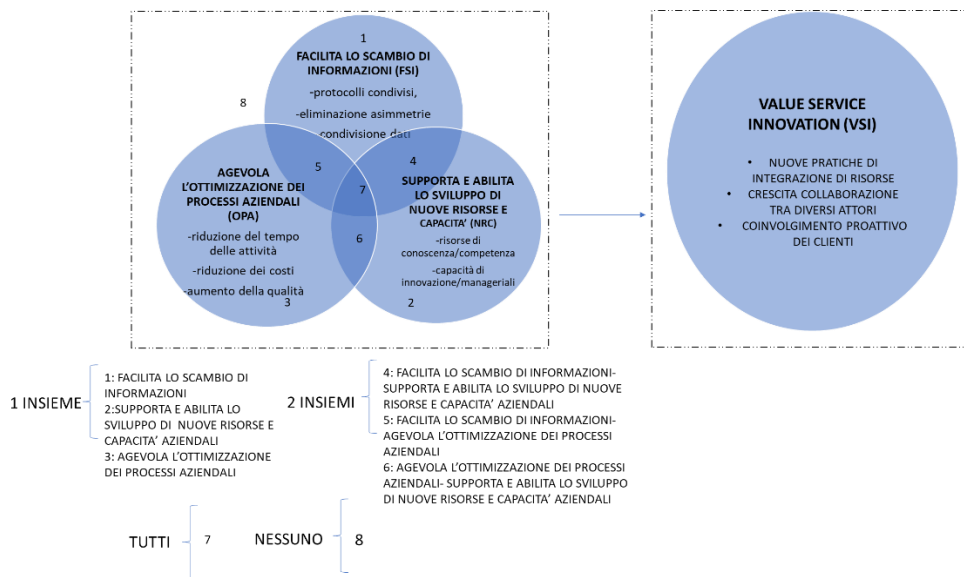 1
FACILITA LO SCAMBIO DI
INFORMAZIONI (FSI)
-protocolli condivisi,
-eliminazione asimmetrie
condivisione dati
8
5
4
7
6
AGEVOLA
L'OTTIMIZZAZIONE DEI
PROCESSI AZIENDALI
(OPA)
-riduzione del tempo
delle attività
-riduzione dei costi
-aumento della qualità
3
SUPPORTA E ABILITA
LO SVILUPPO DI
NUOVE RISORSE E
CAPACITA' (NRC)
-risorse di
conoscenza/competenza
-capacità di
innovazione/manageriali
2
VALUE SERVICE
INNOVATION (VSI)
• NUOVE PRATICHE DI
INTEGRAZIONE DI RISORSE
• CRESCITA COLLABORAZIONE
TRA DIVERSI ATTORI
• COINVOLGIMENTO PROATTIVO
DEI CLIENTI
1 INSIEME
1: FACILITA LO SCAMBIO DI
INFORMAZIONI
2:SUPPORTA E ABILITA LO
SVILUPPO DI NUOVE RISORSE E
CAPACITA' AZIENDALI
3: AGEVOLA L'OTTIMIZZAZIONE
DEI PROCESSI AZIENDALI
2 INSIEMI
4: FACILITA LO SCAMBIO DI INFORMAZIONI-
SUPPORTA E ABILITA LO SVILUPPO DI NUOVE
RISORSE E CAPACITA' AZIENDALI
5: FACILITA LO SCAMBIO DI INFORMAZIONI-
AGEVOLA L'OTTIMIZZAZIONE DEI PROCESSI
AZIENDALI
6: AGEVOLA L'OTTIMIZZAZIONE DEI PROCESSI
AZIENDALI- SUPPORTA E ABILITA LO SVILUPPO
DI NUOVE RISORSE E CAPACITA' AZIENDALI
TUTTI
7
NESSUNO
8